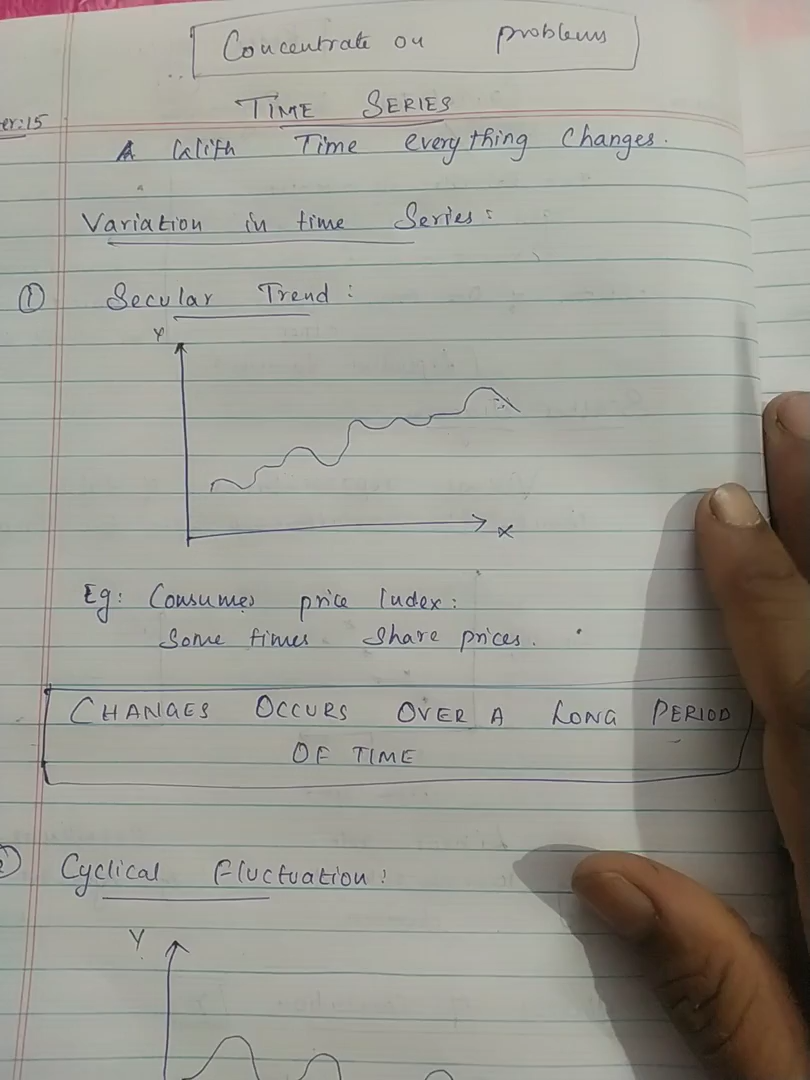 Concentrate on problems
TIME SERIES
er:15
A With Time everything Changes.
Variation in time Series:
① Secular Trend:
Y
X
Eg: Consumer price Index:
Some times share prices.
CHANGES OCCURS OVER A LONG PERIOD
OF TIME
Cyclical Fluctuation:
Y